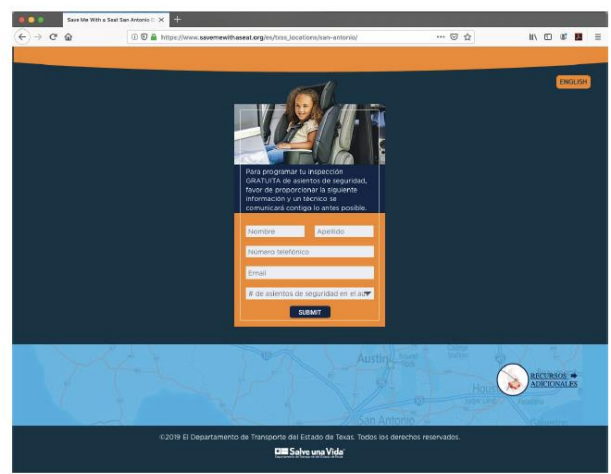 Save Me With a Seat San Antonio
https://www.savemewithaseat.org/es/txss_locations/san-antonio/
ENGLISH
Para programar tu inspección
GRATUITA de asientos de seguridad,
favor de proporcionar la siguiente
información y un técnico se
comunicará contigo lo antes posible.
Nombre Apellido
Número telefónico
Email
# de asientos de seguridad en el au
SUBMIT
Austin
Houst
San Antonio
RECURSOS
ADICIONALES
©2019 El Departamento de Transporte del Estado de Texas. Todos los derechos reservados.
Salve una Vida